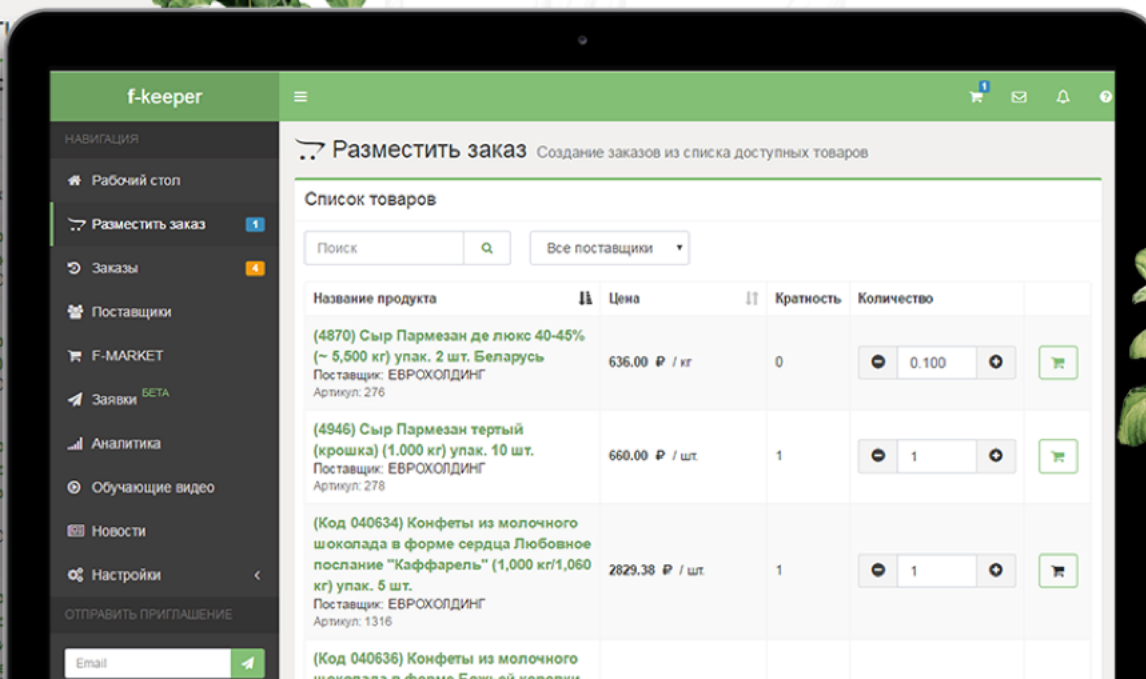 f-keeper
1
НАВИГАЦИЯ
Рабочий стол
Разместить заказ 1
Заказы 4
Поставщики
F-MARKET
Заявки БЕТА
Аналитика
Обучающие видео
Новости
Настройки
ОТПРАВИТЬ ПРИГЛАШЕНИЕ
Email
Разместить заказ Создание заказов из списка доступных товаров
Список товаров
Поиск Все поставщики
Название продукта Цена Кратность Количество
(4870) Сыр Пармезан де люкс 40-45%
(~ 5,500 кг) упак. 2 шт. Беларусь
Поставщик: ЕВРОХОЛДИНГ
Артикул: 276
636.00 ₽ / кг 0 0.100
(4946) Сыр Пармезан тертый
(крошка) (1.000 кг) упак. 10 шт.
Поставщик: ЕВРОХОЛДИНГ
Артикул: 278
660.00 ₽ / шт. 1 1
(Код 040634) Конфеты из молочного
шоколада в форме сердца Любовное
послание "Каффарель" (1,000 кг/1,060
кг) упак. 5 шт.
Поставщик: ЕВРОХОЛДИНГ
Артикул: 1316
2829.38 ₽ / шт. 1 1
(Код 040636) Конфеты из молочного
шоколада в форме Божьей коровки